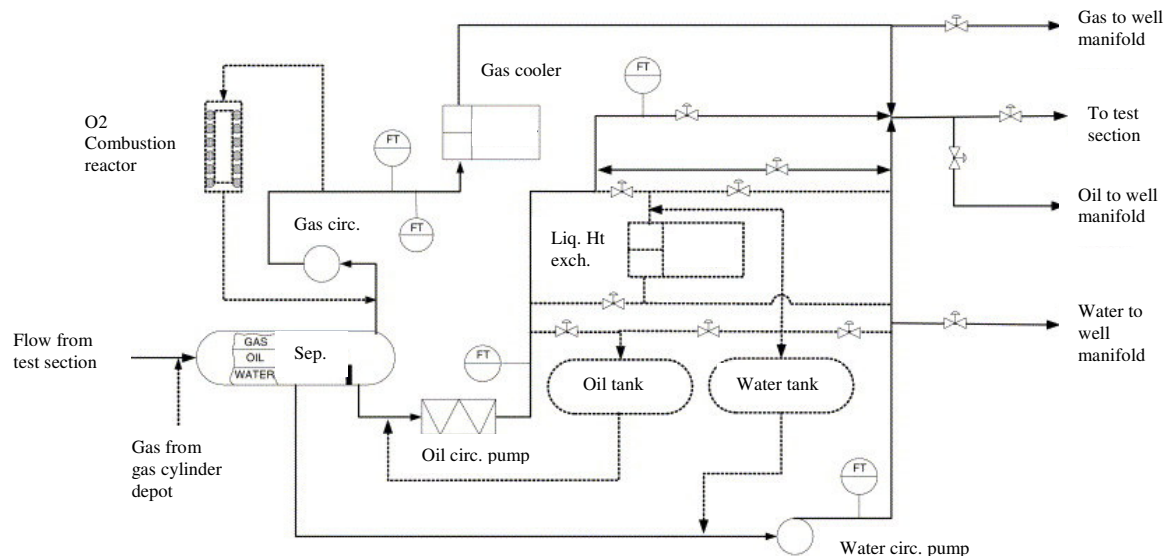 Gas to well
manifold
FT
Gas cooler
O2
Combustion
reactor
To test
section
FT
FT
Gas circ.
Liq. Ht
exch.
Oil to well
manifold
Flow from
test section
GAS
OIL
WATER
Sep.
FT
Oil tank
Water tank
Water to
well
manifold
Gas from
gas cylinder
depot
Oil circ. pump
FT
Water circ. pump